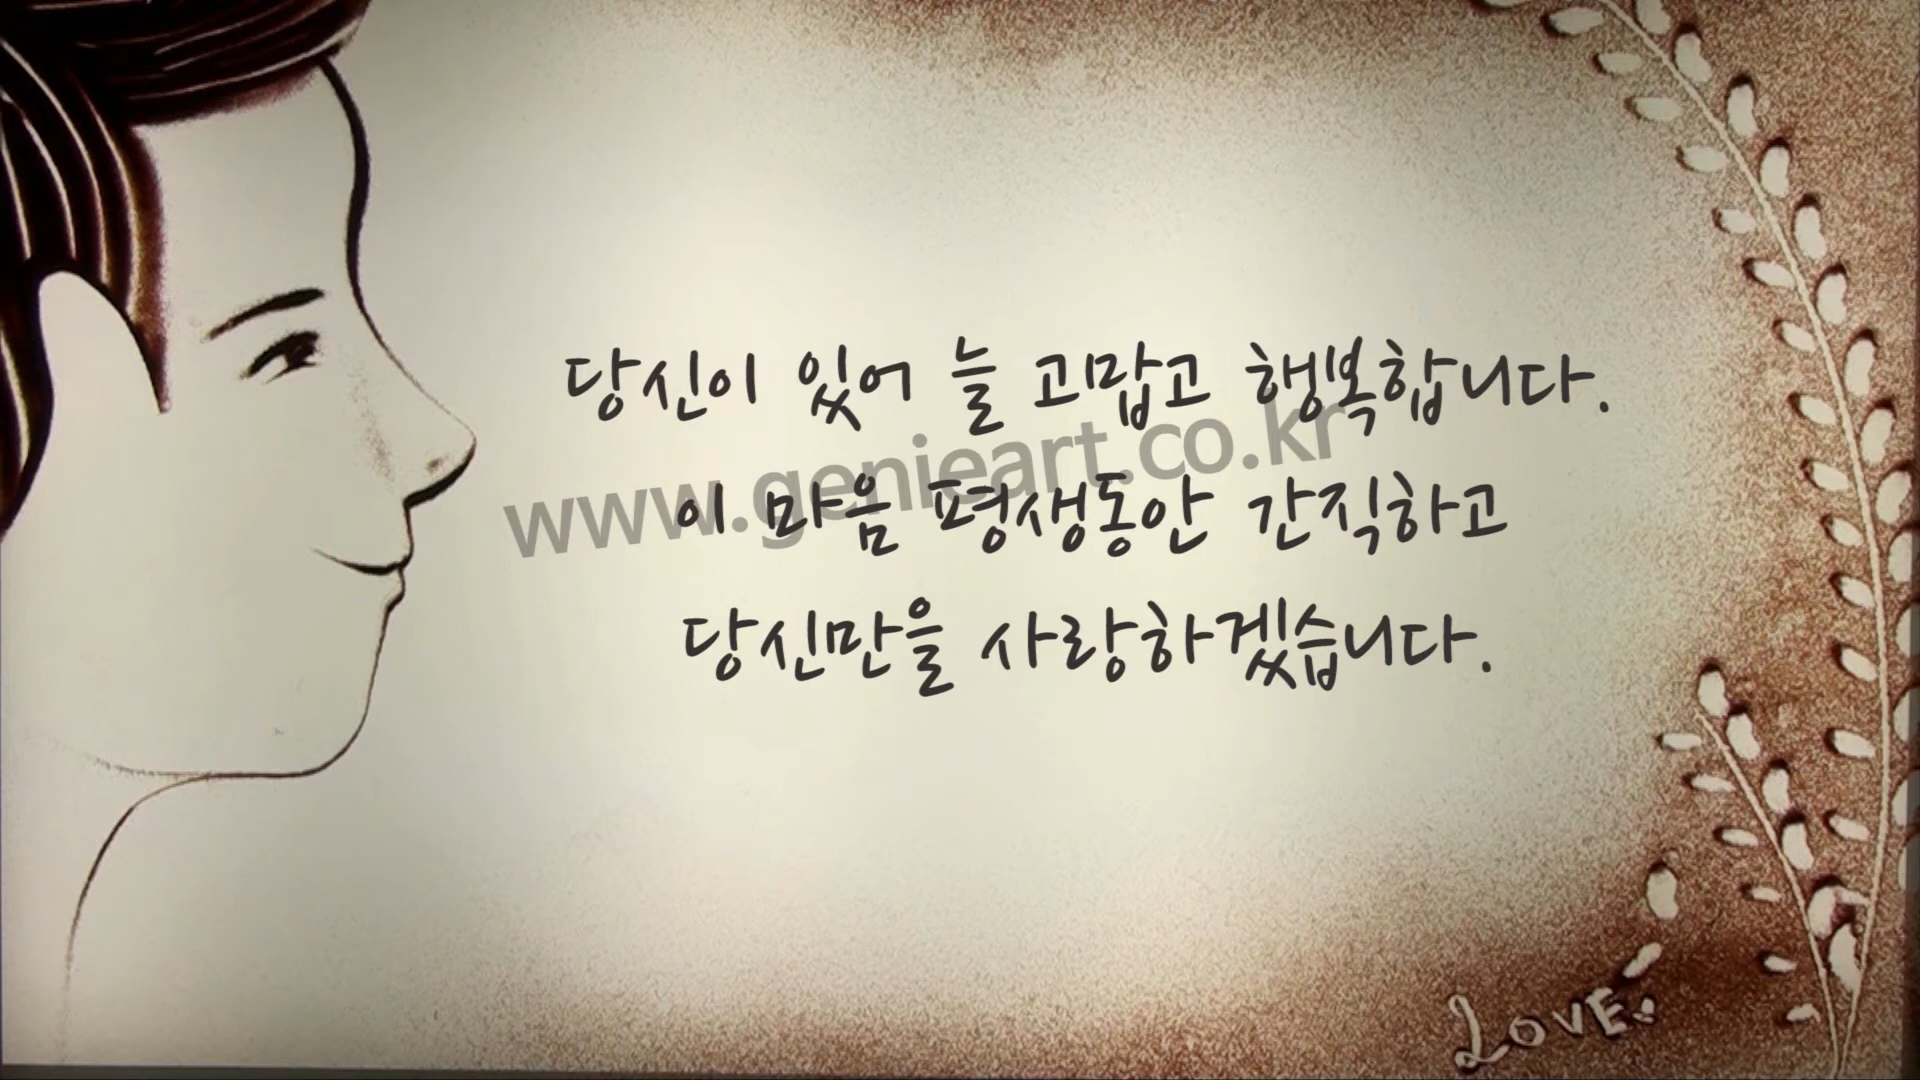 당신이 있어 늘 고맙고 행복합니다.
www.genieart.co.kr
이 마음 평생동안 간직하고
당신만을 사랑하겠습니다.
LOVE